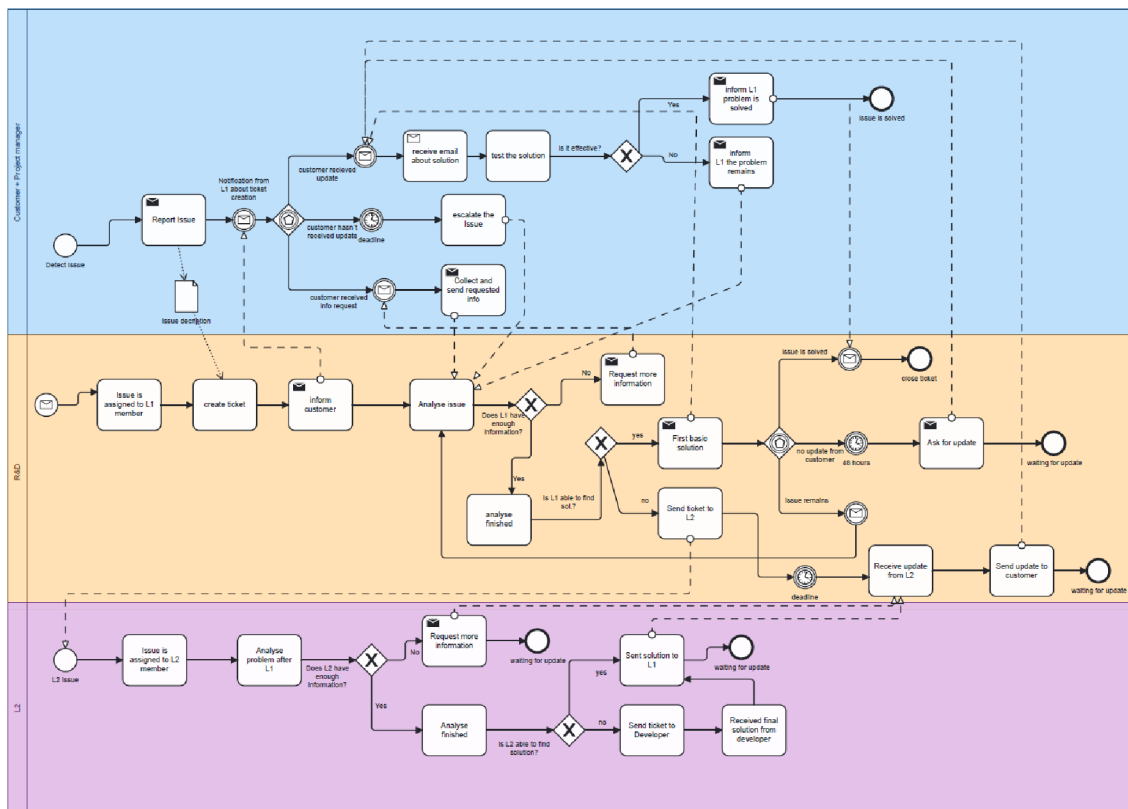 Customer + Project manager
Detect Issue
Report Issue
Issue decription
Notification from
L1 about ticket
creation
customer recieved
update
customer hasn't
received update
deadline
customer received
info request
receive email
about solution
test the solution
Is it effective?
Yes
No
inform L1
problem is
solved
issue is solved
inform
L1 the problem
remains
escalate the
Issue
Collect and
send requested
info
R&D
Issue is
assigned to L1
member
create ticket
inform
customer
Analyse issue
Does L1 have
enough
information?
No
Request more
information
Yes
analyse
finished
Is L1 able to find
sol.?
yes
First basic
solution
no
Send ticket to
L2
issue is solved
close ticket
no update from
customer
48 hours
Ask for update
waiting for update
Issue remains
deadline
Receive update
from L2
Send update to
customer
waiting for update
L2
L2 Issue
Issue is
assigned to L2
member
Analyse
problem after
L1
Does L2 have
enough
information?
No
Request more
information
waiting for update
Yes
Analyse
finished
Is L2 able to find
solution?
yes
Sent solution to
L1
waiting for update
no
Send ticket to
Developer
Received final
solution from
developer